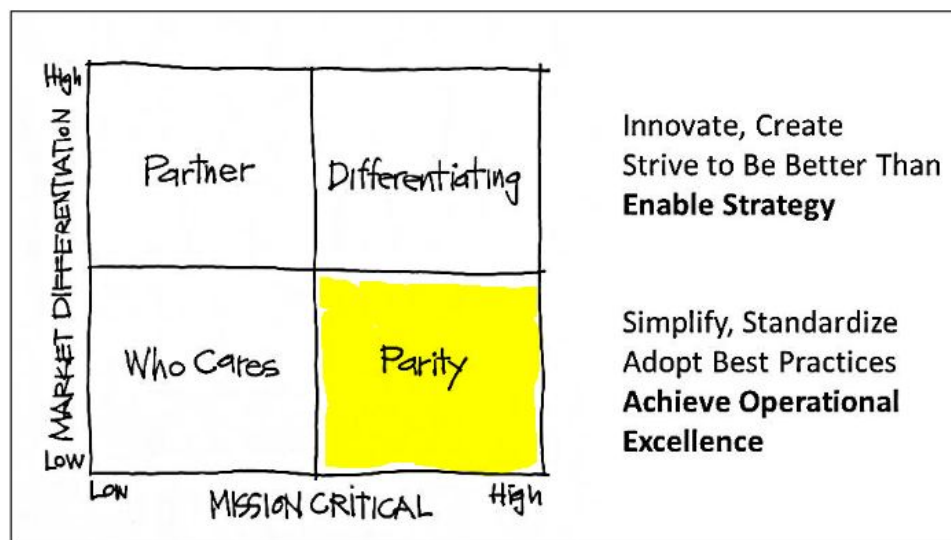 High
MARKET DIFFERENTIATION
Low
Partner
Differentiating
Who Cares
Parity
Low
MISSION CRITICAL
High
Innovate, Create
Strive to Be Better Than
Enable Strategy
Simplify, Standardize
Adopt Best Practices
Achieve Operational
Excellence